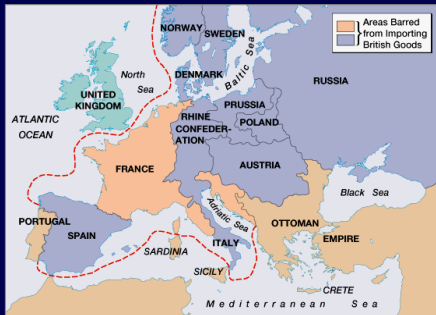 NORWAY
SWEDEN
Areas Barred
from Importing
British Goods
North
Sea
Baltic Sea
DENMARK
RUSSIA
UNITED
KINGDOM
PRUSSIA
ATLANTIC
OCEAN
RHINE
CONFEDER-
ATION
POLAND
FRANCE
AUSTRIA
Black Sea
Adriatic Sea
PORTUGAL
SPAIN
OTTOMAN
EMPIRE
ITALY
SARDINIA
SICILY
CRETE
Mediterranean Sea